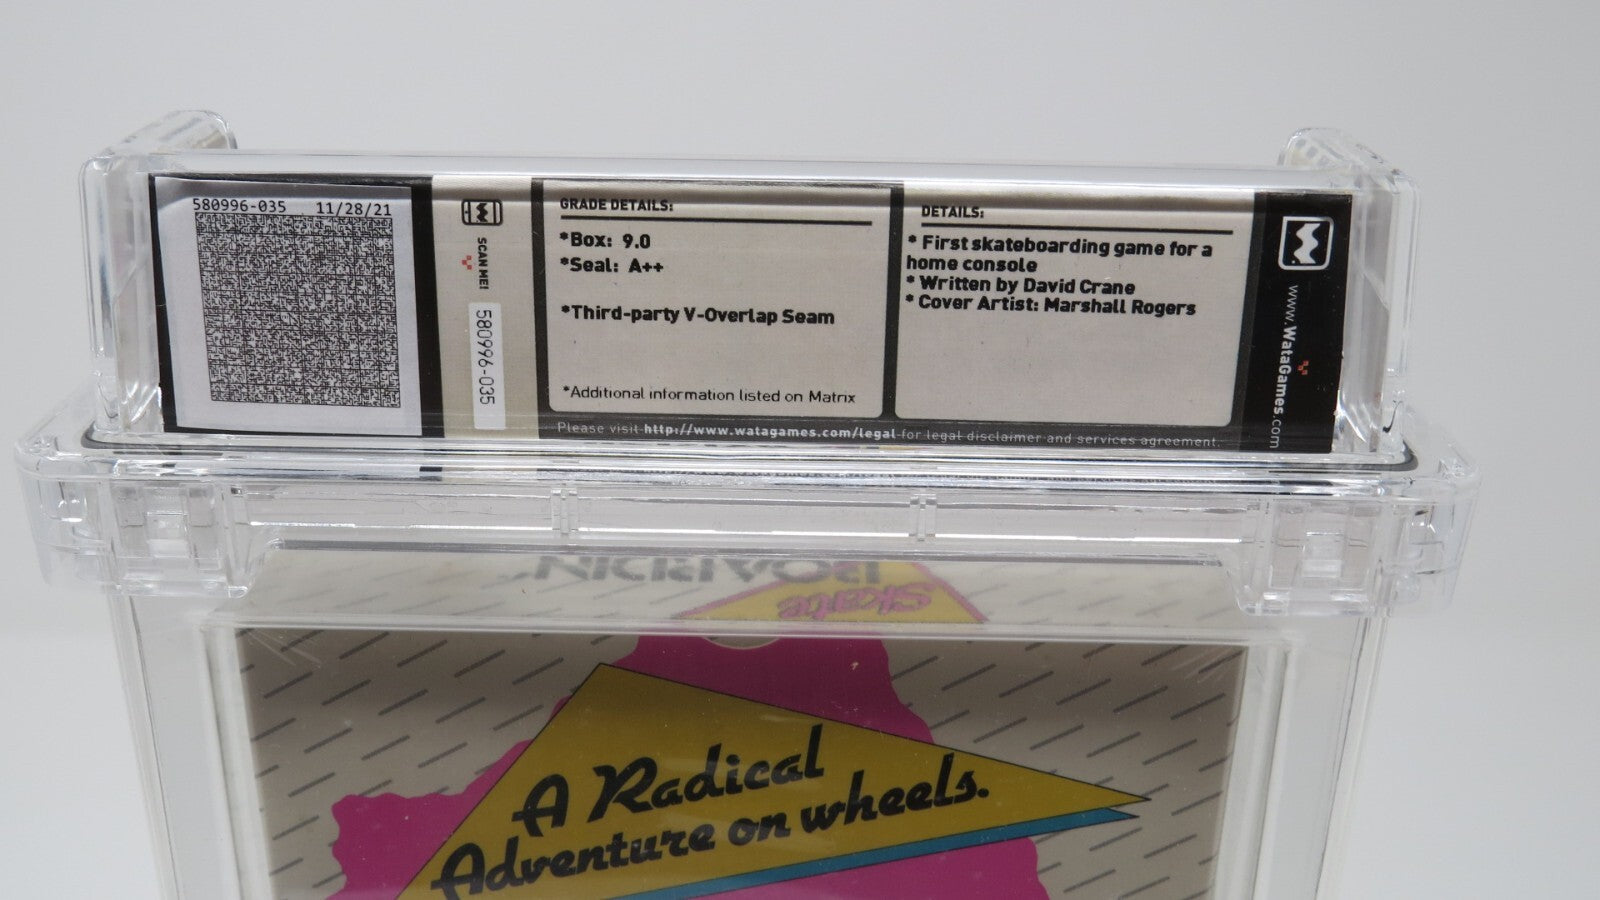 580996-035 11/28/21
SCAN ME!
580996-035
GRADE DETAILS:
*Box: 9.0
*Seal: A++
*Third-party V-Overlap Seam
*Additional information listed on Matrix
DETAILS:
* First skateboarding game for a
home console
* Written by David Crane
* Cover Artist: Marshall Rogers
www.WataGames.com
Please visit http://www.watagames.com/legal for legal disclaimer and services agreement.
Skate
A Radical
Adventure on wheels.